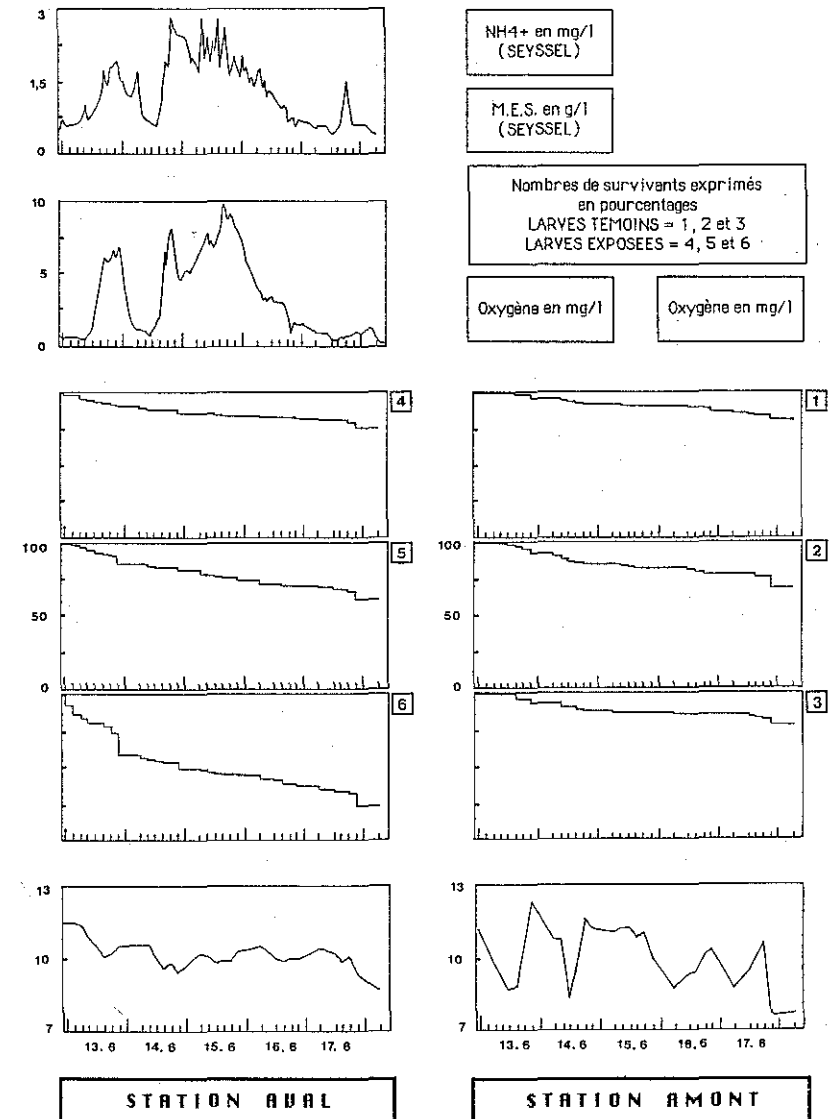 3
1,5
0
NH4+ en mg/l
(SEYSSEL)
M.E.S. en g/l
(SEYSSEL)
Nombres de survivants exprimés
en pourcentages
LARVES TEMOINS = 1, 2 et 3
LARVES EXPOSEES = 4, 5 et 6
10
5
0
Oxygène en mg/l
Oxygène en mg/l
4
1
100
50
0
5
100
50
0
2
6
3
13
10
7
13.6 14.6 15.6 16.6 17.6
13
10
7
13.6 14.6 15.6 16.6 17.6
STATION AVAL
STATION AMONT